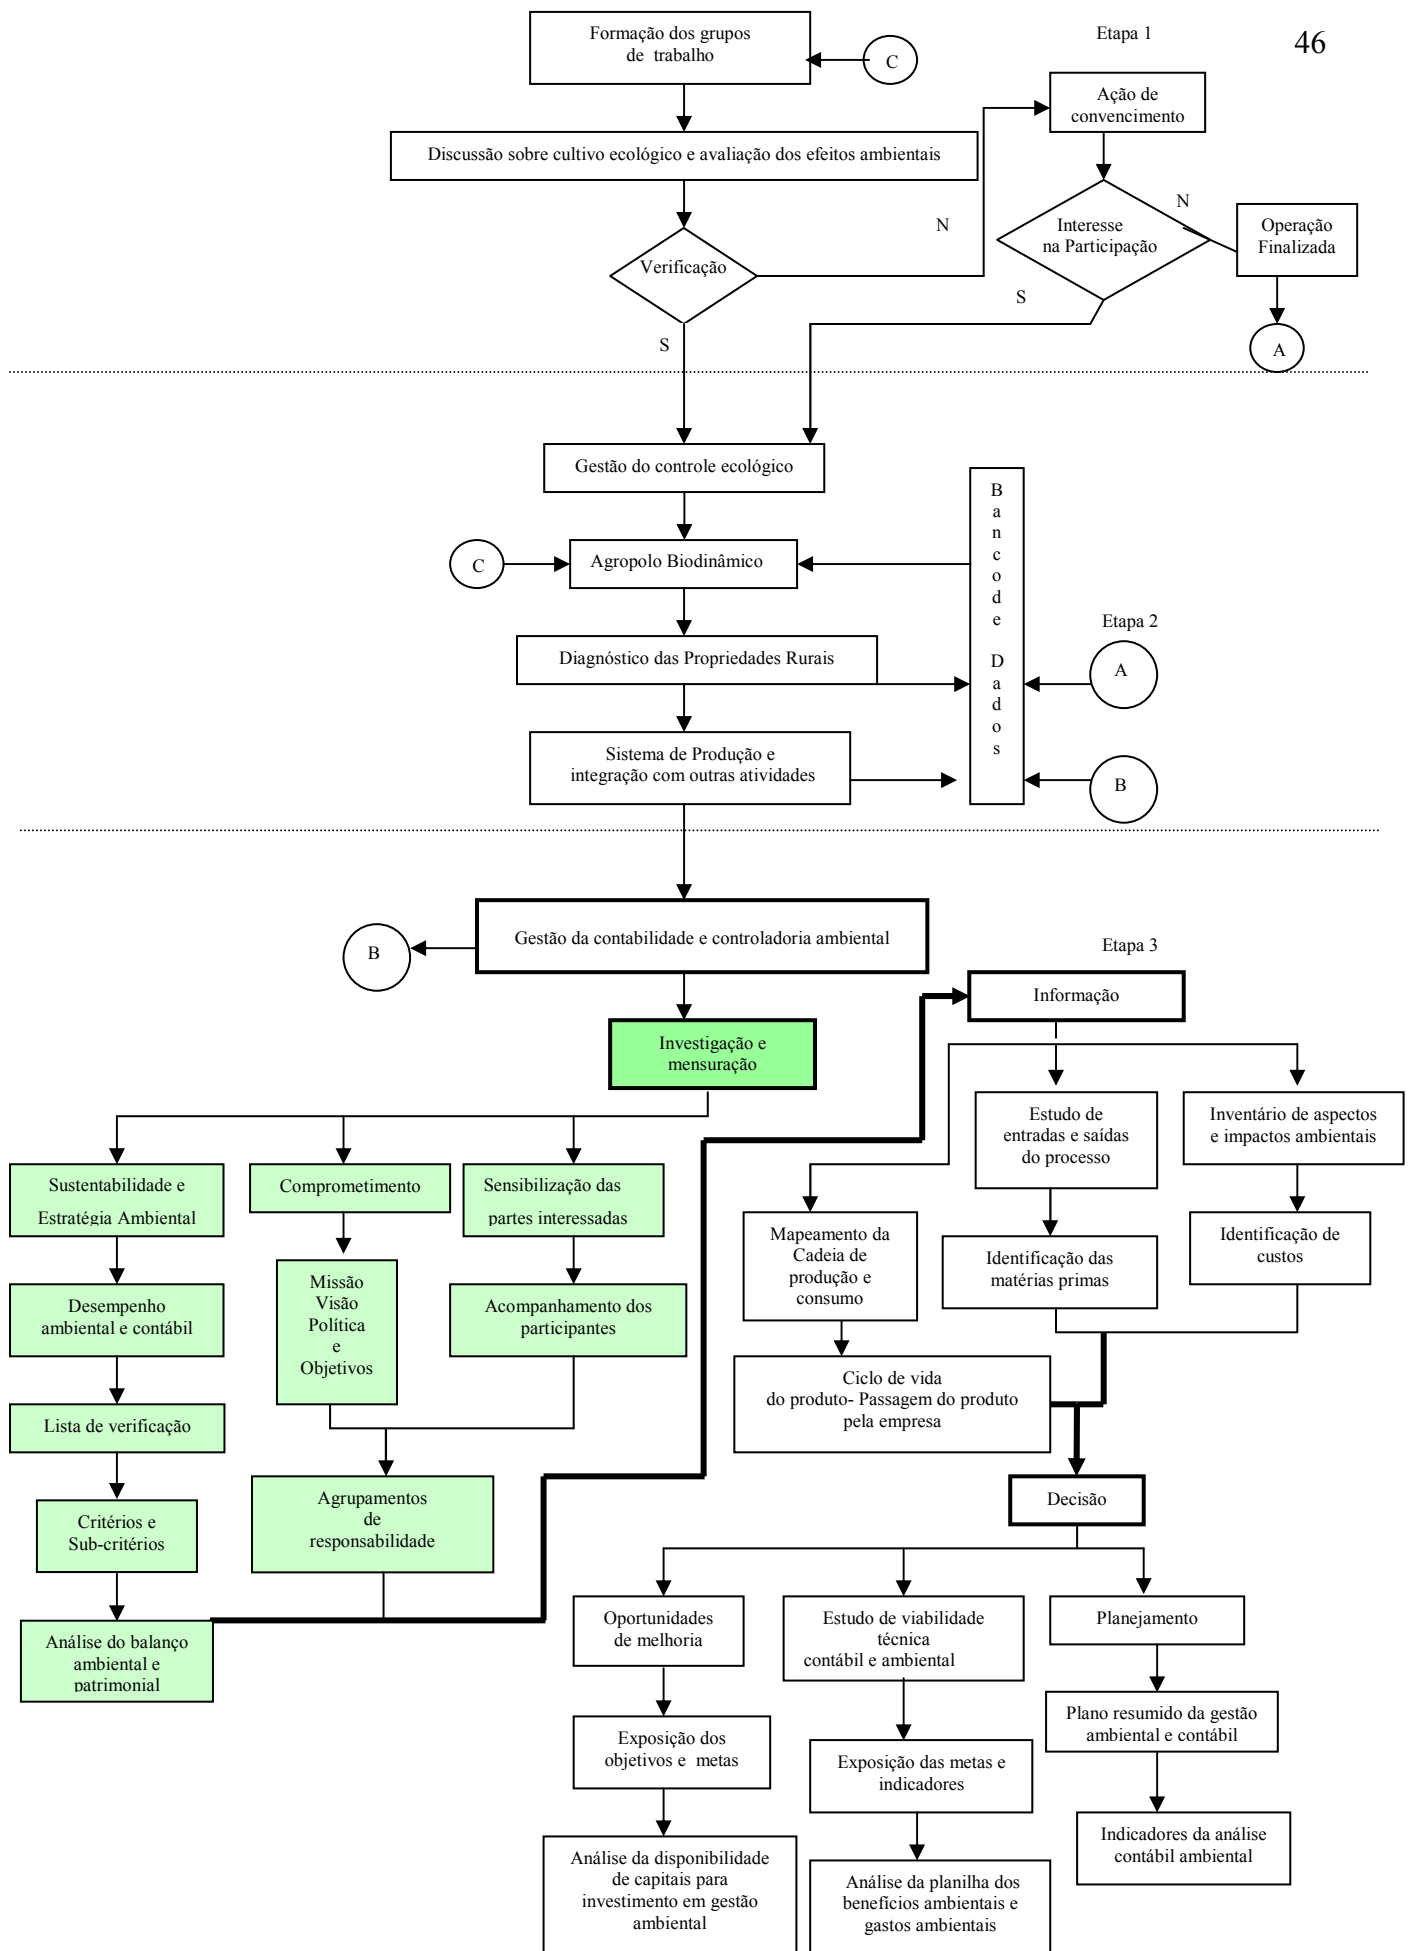 46
Etapa 1
Formação dos grupos
de trabalho
C
Ação de
convencimento
Discussão sobre cultivo ecológico e avaliação dos efeitos ambientais
N
N
Interesse
na Participação
Operação
Finalizada
Verificação
S
S
A
Gestão do controle ecológico
C
Agropolo Biodinâmico
B
a
n
c
o
d
e
D
a
d
o
s
Etapa 2
Diagnóstico das Propriedades Rurais
A
Sistema de Produção e
integração com outras atividades
B
B
Gestão da contabilidade e controladoria ambiental
Etapa 3
Informação
Investigação e
mensuração
Estudo de
entradas e saídas
do processo
Inventário de aspectos
e impactos ambientais
Sustentabilidade e
Estratégia Ambiental
Comprometimento
Sensibilização das
partes interessadas
Mapeamento da
Cadeia de
produção e
consumo
Identificação das
matérias primas
Identificação de
custos
Desempenho
ambiental e contábil
Missão
Visão
Política
e
Objetivos
Acompanhamento dos
participantes
Ciclo de vida
do produto- Passagem do produto
pela empresa
Lista de verificação
Agrupamentos
de
responsabilidade
Decisão
Critérios e
Sub-critérios
Análise do balanço
ambiental e
patrimonial
Oportunidades
de melhoria
Estudo de viabilidade
técnica
contábil e ambiental
Planejamento
Exposição dos
objetivos e metas
Exposição das metas e
indicadores
Plano resumido da gestão
ambiental e contábil
Análise da disponibilidade
de capitais para
investimento em gestão
ambiental
Análise da planilha dos
benefícios ambientais e
gastos ambientais
Indicadores da análise
contábil ambiental